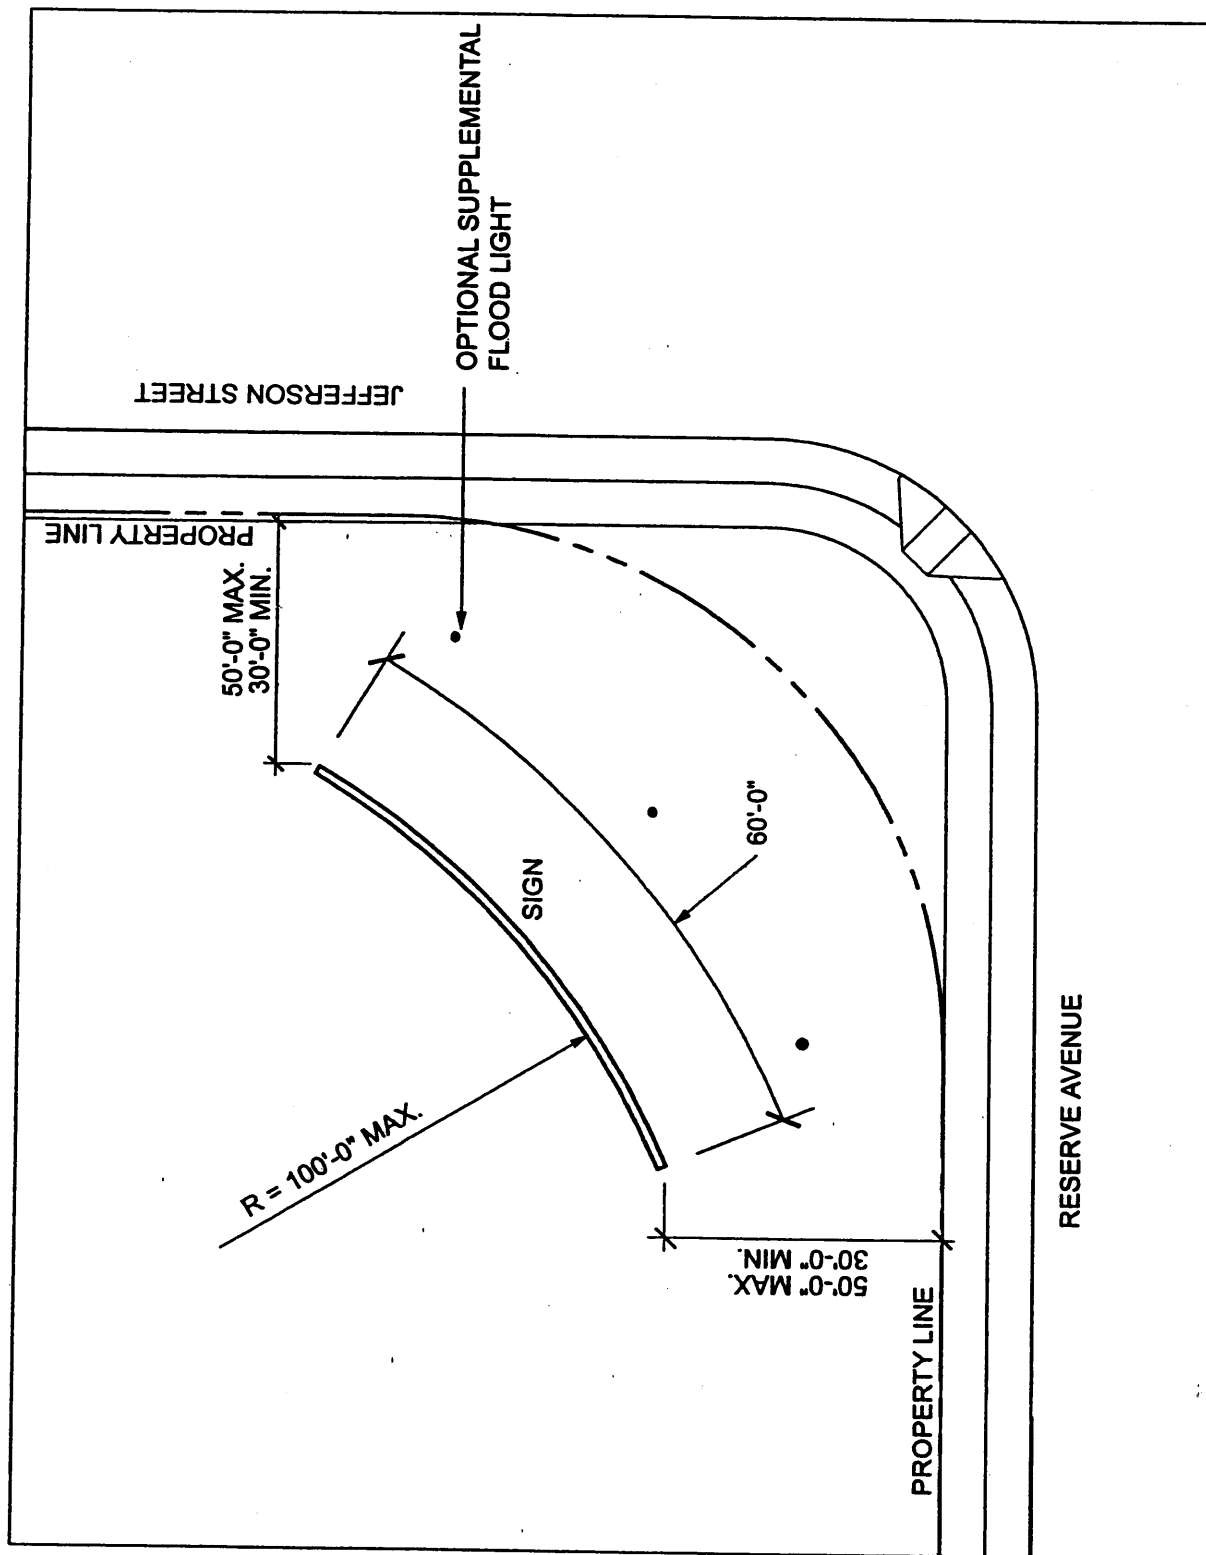 OPTIONAL SUPPLEMENTAL
FLOOD LIGHT
JEFFERSON STREET
PROPERTY LINE
50'-0" MAX.
30'-0" MIN.
SIGN
60'-0"
R = 100'-0" MAX.
30'-0" MIN.
50'-0" MAX.
PROPERTY LINE
RESERVE AVENUE